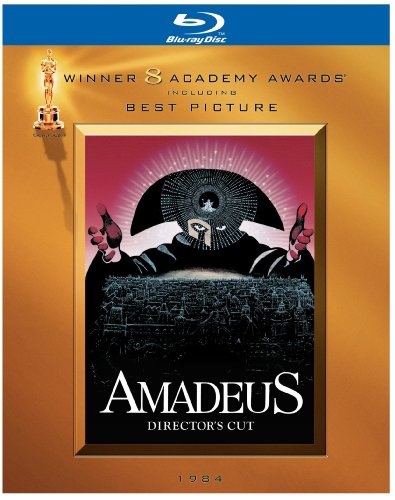 Blu-ray Disc
WINNER 8 ACADEMY AWARDS®
INCLUDING
BEST PICTURE
AMADEUS
DIRECTOR'S CUT
1984